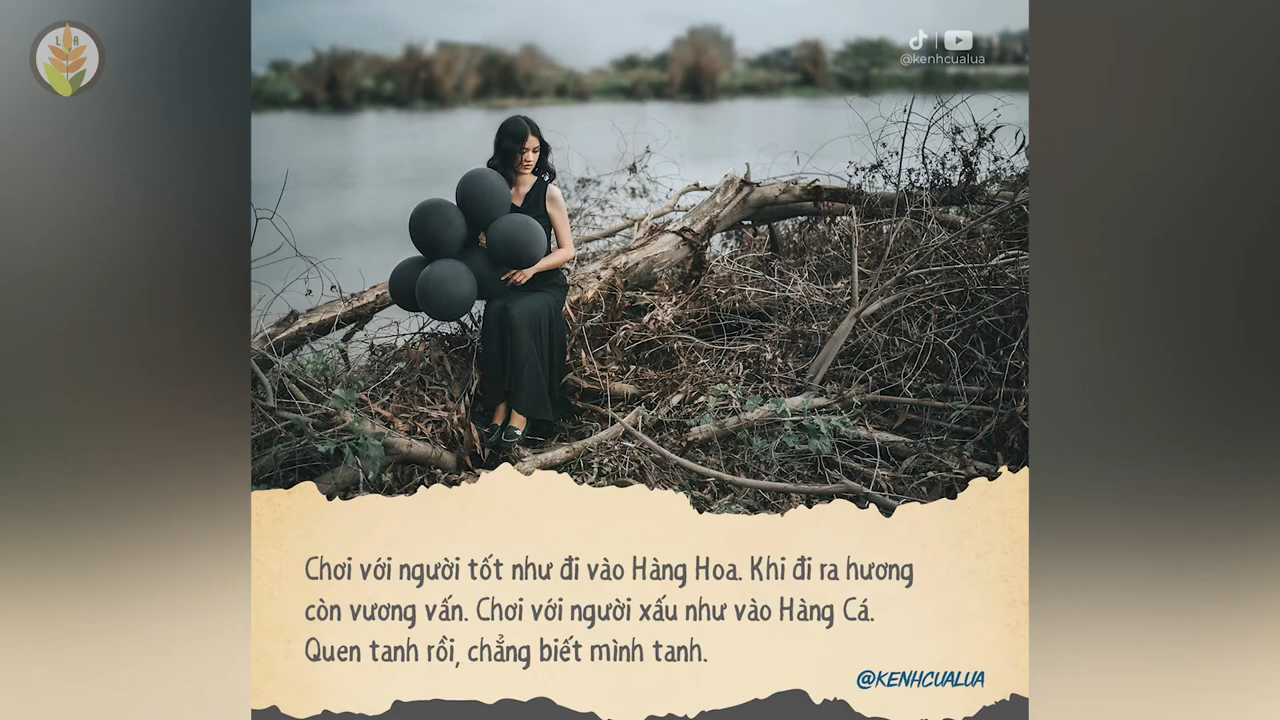 L A
@kenhcualua
Chơi với người tốt như đi vào Hàng Hoa. Khi đi ra hương
còn vương vấn. Chơi với người xấu như vào Hàng Cá.
Quen tanh rồi, chẳng biết mình tanh.
@KENHCUALUA